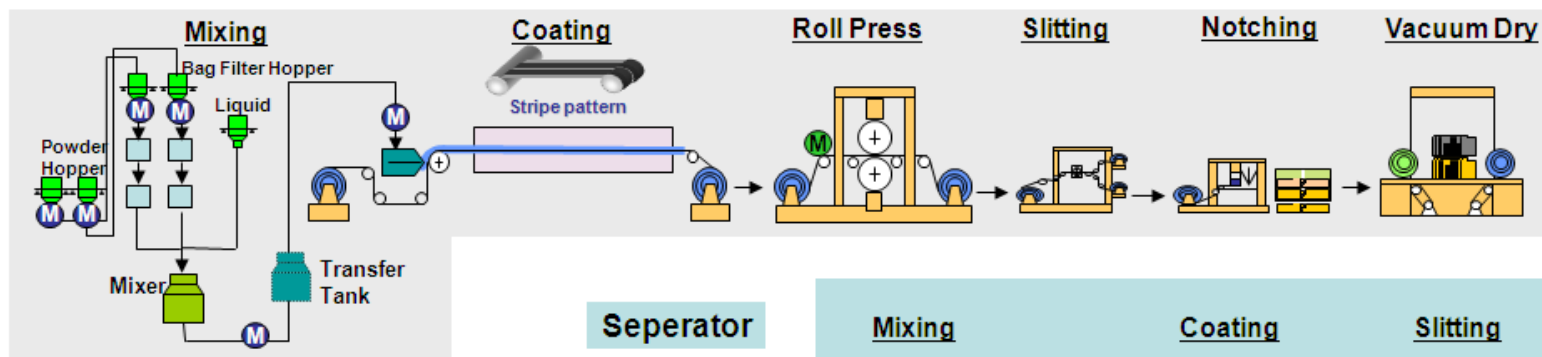 Mixing
Coating
Roll Press
Slitting
Notching
Vacuum Dry
Bag Filter Hopper
Liquid
Powder
Hopper
M
M
M
M
M
Stripe pattern
M
Mixer
M
Transfer
Tank
Seperator
Mixing
Coating
Slitting